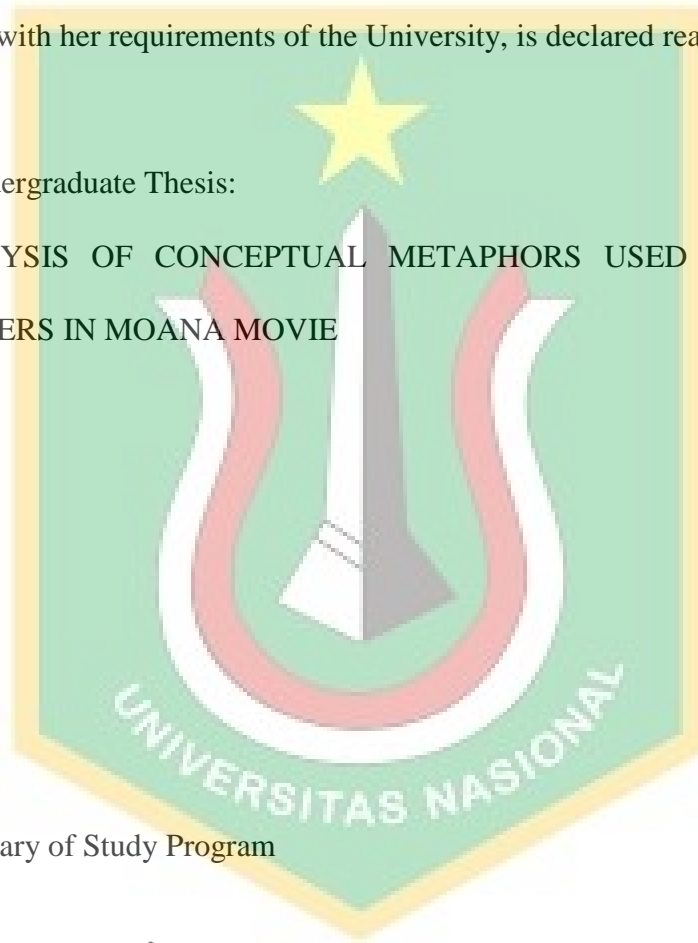 with her requirements of the University, is declared rea
dergraduate Thesis:
YSIS OF CONCEPTUAL METAPHORS USED
ERS IN MOANA MOVIE
UNIVERSITAS NASIONAL
ary of Study Program